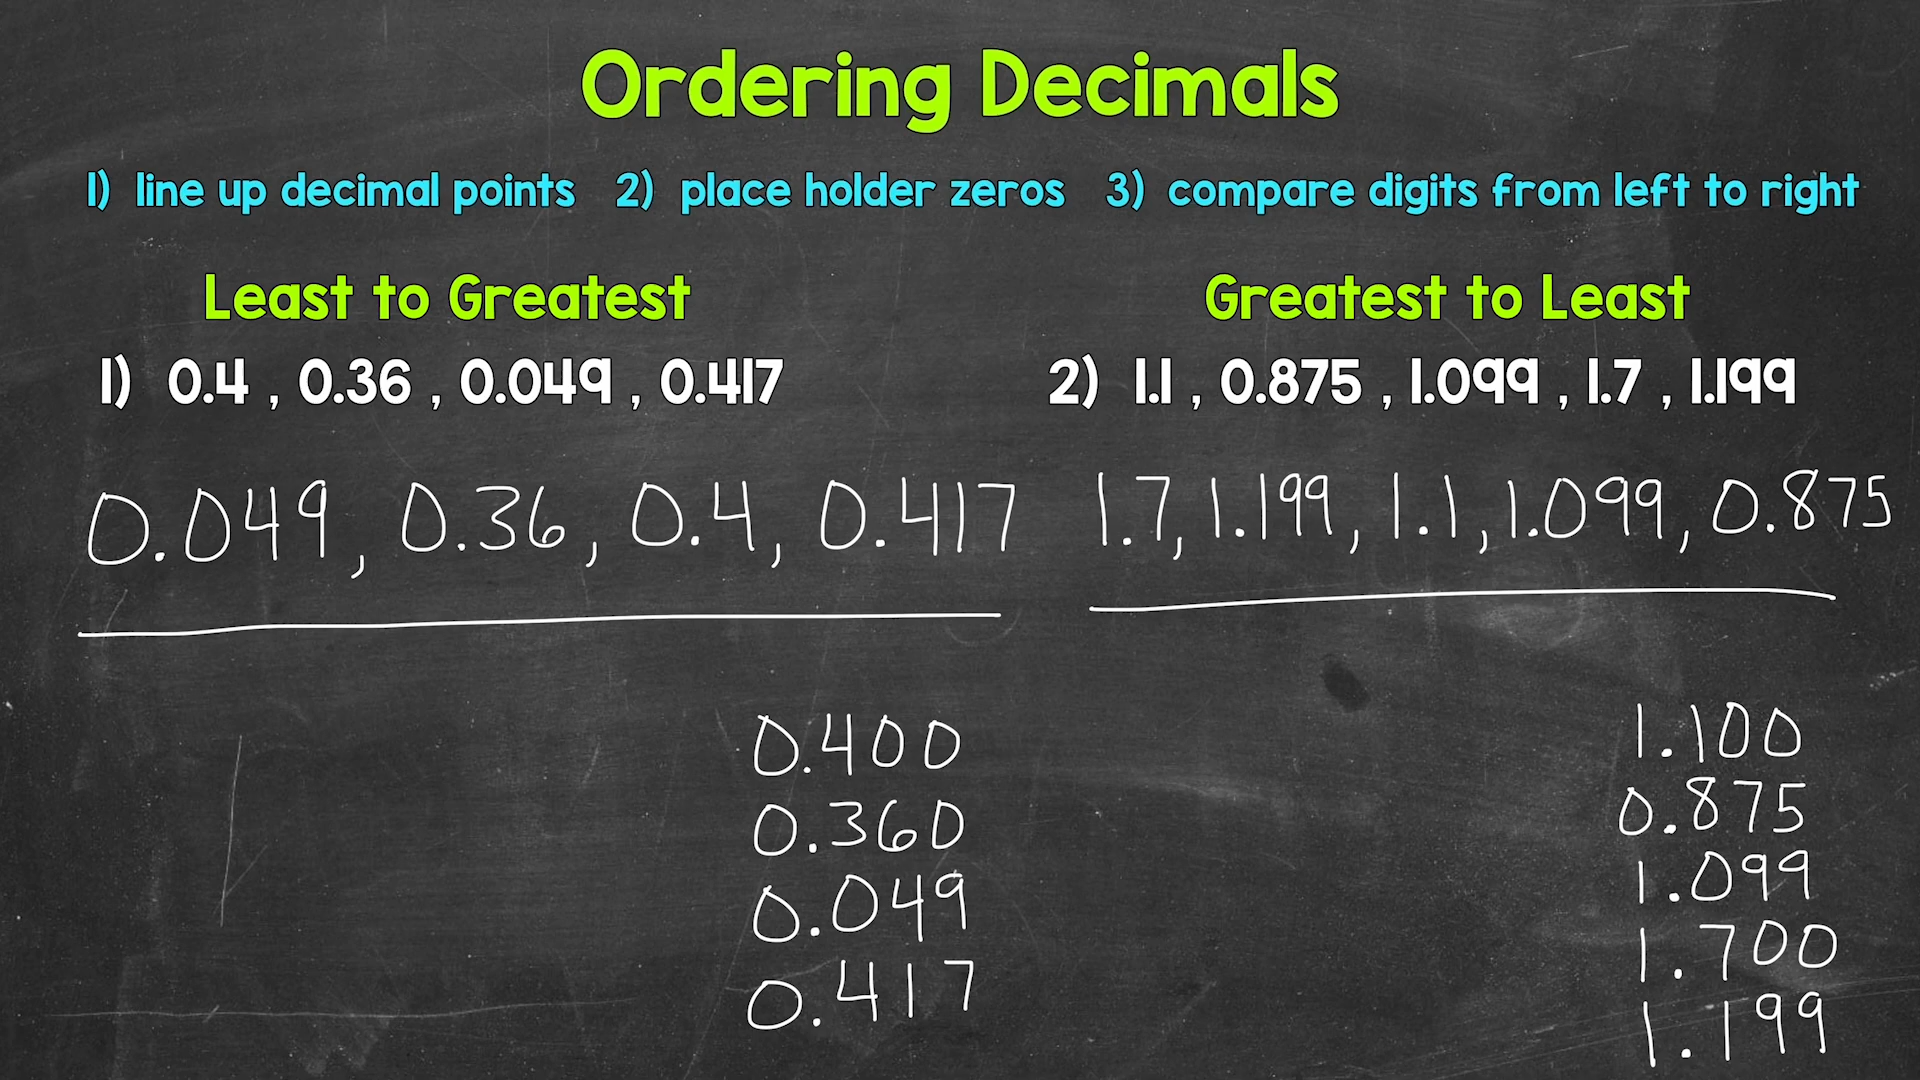 Ordering Decimals
1) line up decimal points 2) place holder zeros 3) compare digits from left to right
Least to Greatest
1) 0.4 , 0.36 , 0.049 , 0.417
0.049, 0.36, 0.4, 0.417
0.400
0.360
0.049
0.417
Greatest to Least
2) 1.1 , 0.875 , 1.099 , 1.7 , 1.199
1.7, 1.199, 1.1, 1.099, 0.875
1.100
0.875
1.099
1.700
1.199